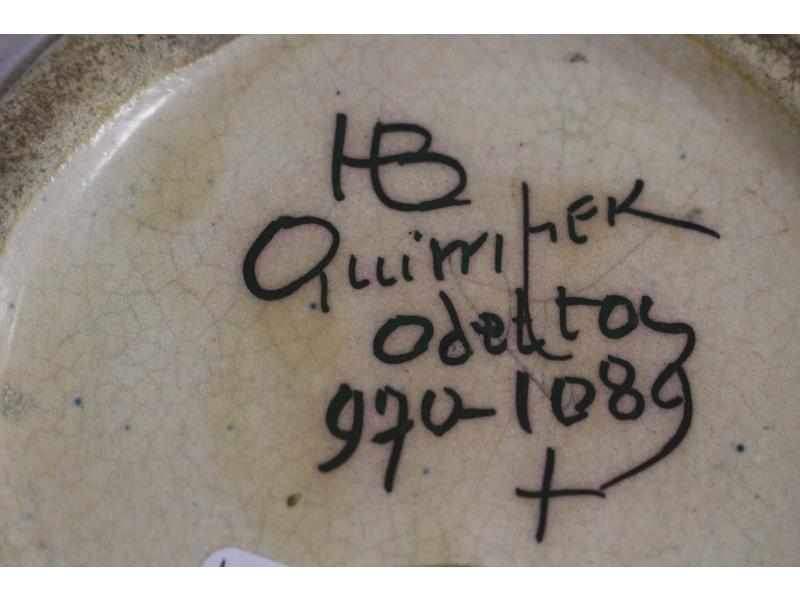 HB
Quimper
odetta
970-1089
+